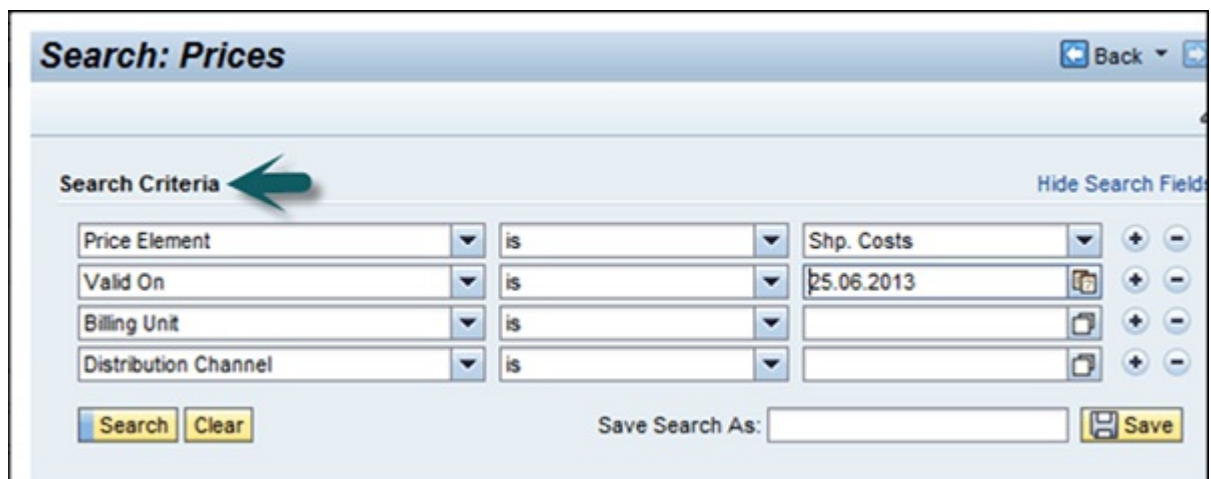 Search: Prices Back
Search Criteria Hide Search Fields
Price Element is Shp. Costs
Valid On is 25.06.2013
Billing Unit is
Distribution Channel is
Search Clear Save Search As: Save